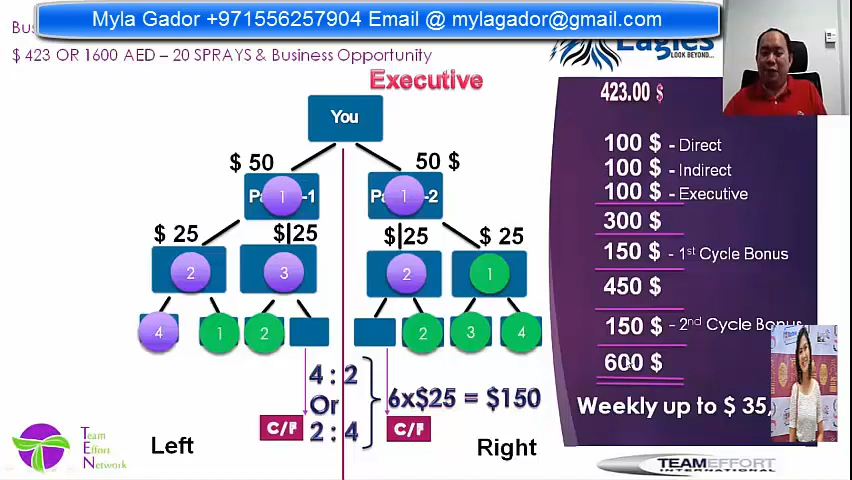 Myla Gador +971556257904 Email @ mylagador@gmail.com
$ 423 OR 1600 AED – 20 SPRAYS & Business Opportunity
Eagles
LOOK BEYOND...
Executive
423.00 $
You
100 $ - Direct
100 $ - Indirect
100 $ - Executive
300 $
150 $ - 1st Cycle Bonus
450 $
150 $ - 2nd Cycle Bonus
600 $
Weekly up to $ 35,
$ 50
50 $
1
-1
1
-2
$ 25
$ 25
$ 25
$ 25
2
3
2
1
4
1
2
2
3
4
4 : 2
Or
2 : 4
6x$25 = $150
C/F
C/F
Left
Right
Team
Effort
Network
TEAMEFFORT
INTERNATIONAL